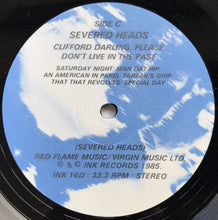 SIDE C.
SEVERED HEADS
CLIFFORD DARLING, PLEASE
DON'T LIVE IN THE PAST
SATURDAY NIGHT: MAN DAT RIP
AN AMERICAN IN PARIS: TARZAN'S GRIP
THAT THAT REVOLVES: SPECIAL DAY
(SEVERED HEADS)
RED FLAME MUSIC/VIRGIN MUSIC LTD.
℗ & © INK RECORDS 1985.
INK 16D : 33.3 RPM : STEREO